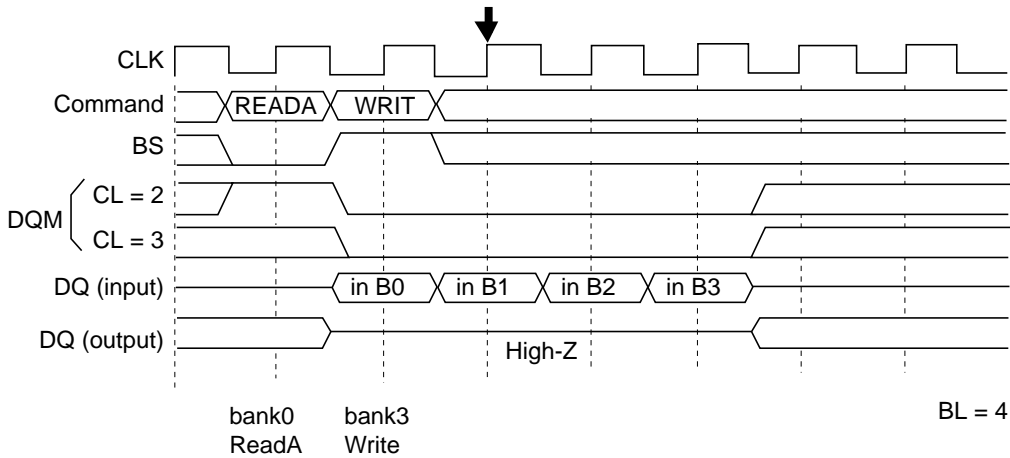 CLK
Command READA WRIT
BS
DQM
CL = 2
CL = 3
DQ (input) in B0 in B1 in B2 in B3
DQ (output)
High-Z
bank0 bank3 BL = 4
ReadA Write